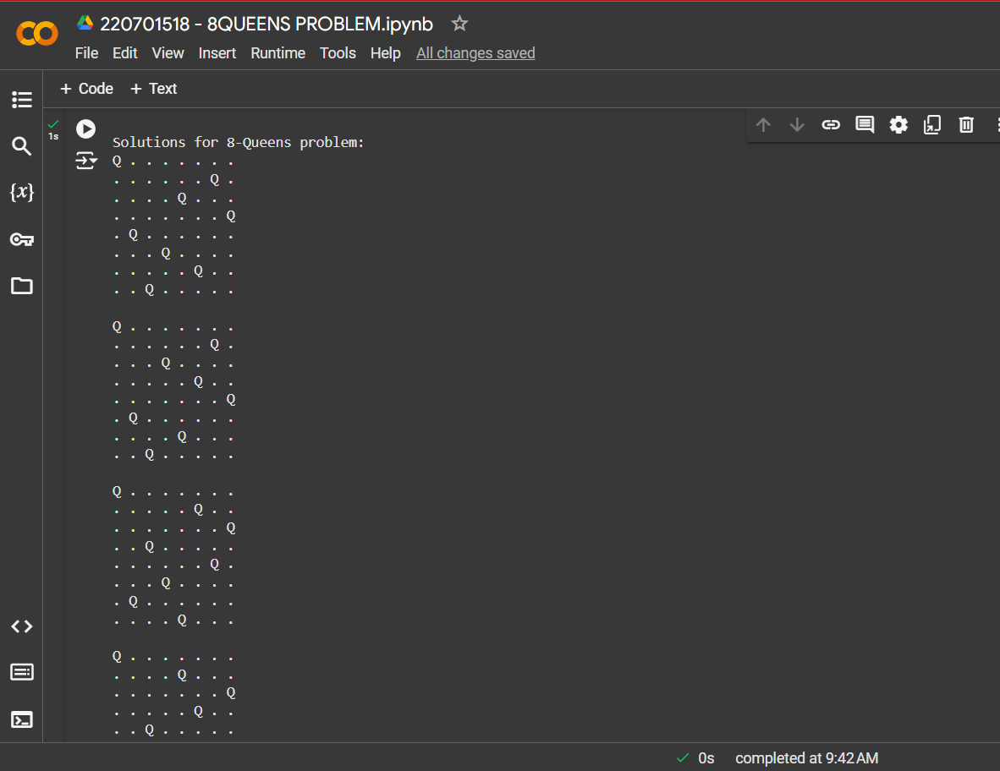 220701518 - 8QUEENS PROBLEM.ipynb
File Edit View Insert Runtime Tools Help All changes saved
+ Code + Text
1s
Solutions for 8-Queens problem:
Q . . . . . . .
. . . . . . Q .
. . . . Q . . .
. . . . . . . Q
. Q . . . . . .
. . . Q . . . .
. . . . . Q . .
. . Q . . . . .
Q . . . . . . .
. . . . . . Q .
. . . Q . . . .
. . . . . Q . .
. . . . . . . Q
. Q . . . . . .
. . . . Q . . .
. . Q . . . . .
Q . . . . . . .
. . . . . Q . .
. . . . . . . Q
. . Q . . . . .
. . . . . . Q .
. . . Q . . . .
. Q . . . . . .
. . . . Q . . .
Q . . . . . . .
. . . . Q . . .
. . . . . . . Q
. . . . . Q . .
. . Q . . . . .
{x}
0s completed at 9:42 AM